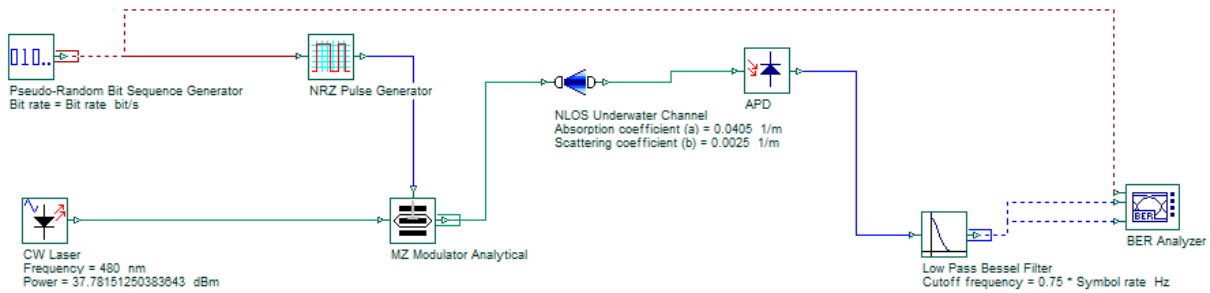 010..
Pseudo-Random Bit Sequence Generator
Bit rate = Bit rate bit/s
NRZ Pulse Generator
APD
NLOS Underwater Channel
Absorption coefficient (a) = 0.0405 1/m
Scattering coefficient (b) = 0.0025 1/m
CW Laser
Frequency = 480 nm
Power = 37.78151250383643 dBm
MZ Modulator Analytical
Low Pass Bessel Filter
Cutoff frequency = 0.75 * Symbol rate Hz
BER
BER Analyzer